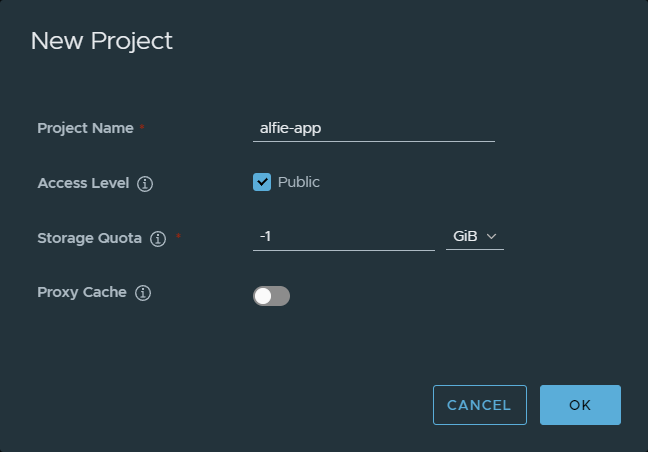 New Project
Project Name *
alfie-app
Access Level
Public
Storage Quota *
-1
GiB
Proxy Cache
CANCEL
OK